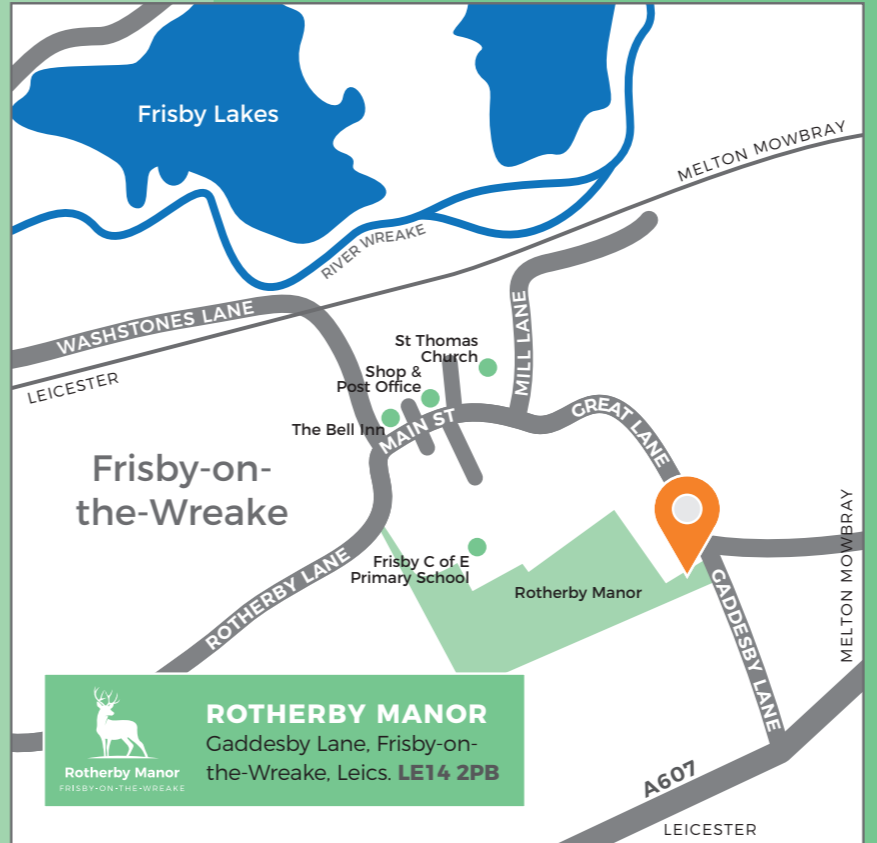 Frisby Lakes
MELTON MOWBRAY
RIVER WREAKE
WASHSTONES LANE
LEICESTER
MILL LANE
St Thomas
Church
Shop &
Post Office
The Bell Inn
MAIN ST
GREAT LANE
Frisby-on-
the-Wreake
MELTON MOWBRAY
Frisby C of E
Primary School
Rotherby Manor
ROTHERBY LANE
GADDESBY LANE
ROTHERBY MANOR
Gaddesby Lane, Frisby-on-
the-Wreake, Leics. LE14 2PB
Rotherby Manor
FRISBY-ON-THE-WREAKE
A607
LEICESTER